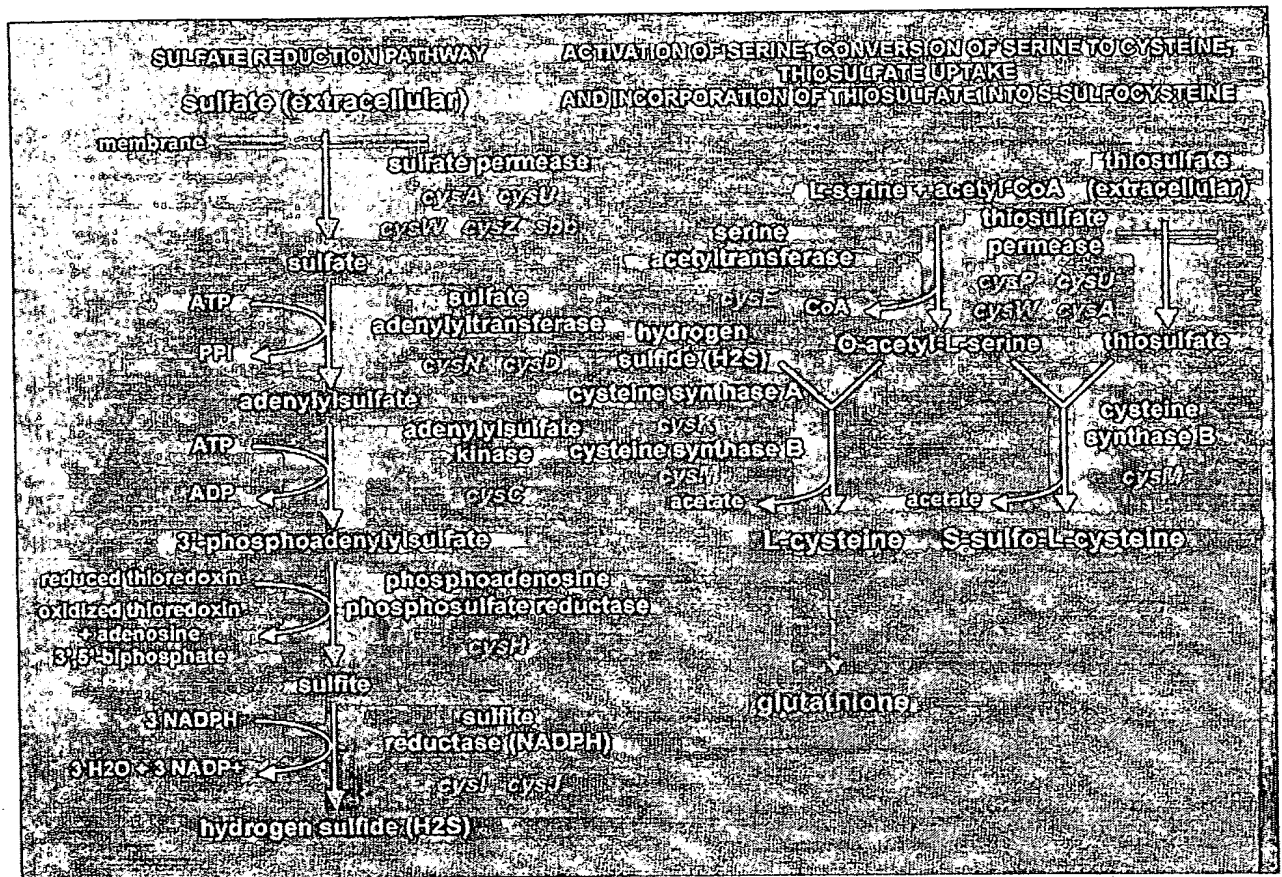 SULFATE REDUCTION PATHWAY
sulfate (extracellular)
membrane
sulfate permease
cysA cysU
cysW cysZ sbp
sulfate
ATP
PPI
sulfate
adenylyltransferase
cysN cysD
adenylylsulfate
ATP
ADP
adenylylsulfate
kinase
cysC
3'-phosphoadenylylsulfate
reduced thioredoxin
oxidized thioredoxin
+ adenosine
3',5'-biphosphate
phosphoadenosine
phosphosulfate reductase
cysH
sulfite
3 NADPH
3 H2O + 3 NADP+
sulfite
reductase (NADPH)
cysI cysJ
hydrogen sulfide (H2S)
ACTIVATION OF SERINE, CONVERSION OF SERINE TO CYSTEINE,
THIOSULFATE UPTAKE
AND INCORPORATION OF THIOSULFATE INTO S-SULFOCYSTEINE
L-serine + acetyl-CoA
thiosulfate
(extracellular)
serine
acetyltransferase
cysE
CoA
thiosulfate
permease
cysP cysU
cysW cysA
hydrogen
sulfide (H2S)
O-acetyl-L-serine
thiosulfate
cysteine synthase A
cysK
cysteine synthase B
cysM
acetate
cysteine
synthase B
cysM
acetate
L-cysteine
S-sulfo-L-cysteine
glutathione